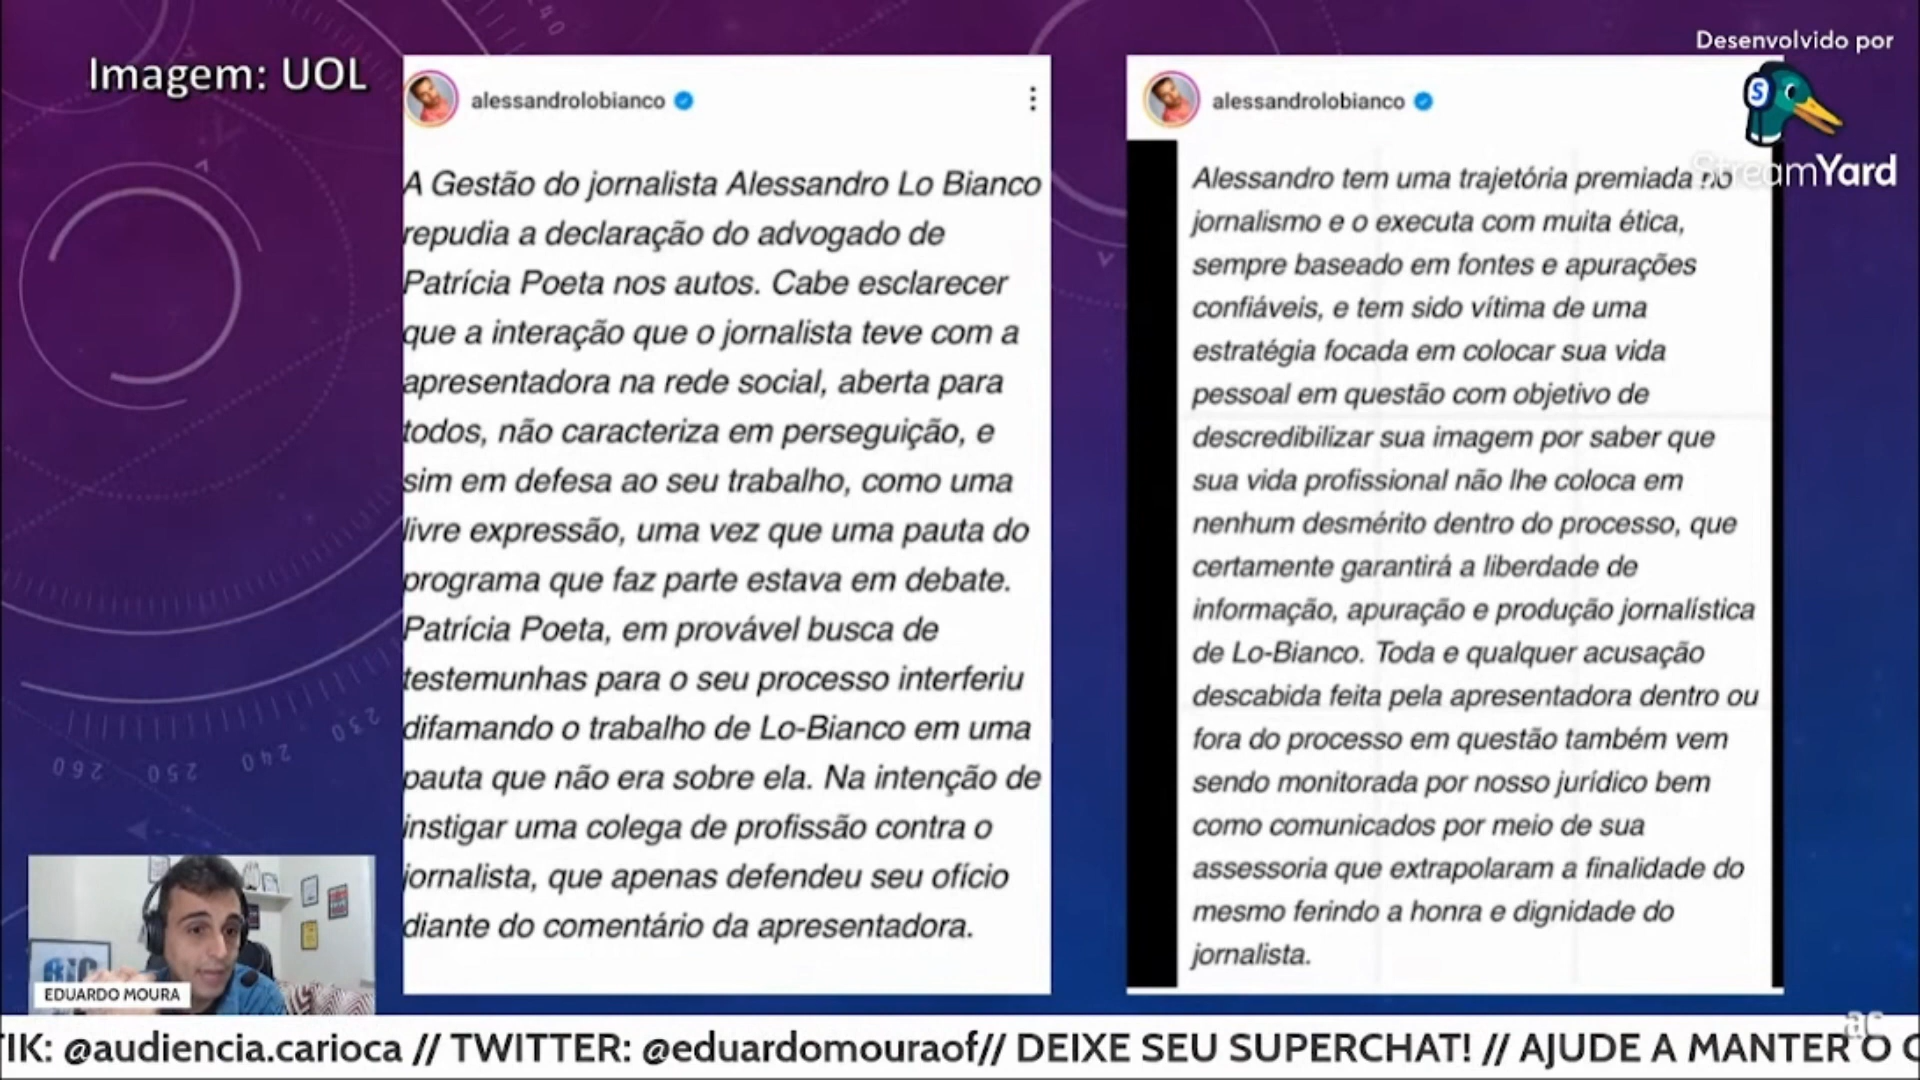 Imagem: UOL
Desenvolvido por
StreamYard
alessandrolobianco
A Gestão do jornalista Alessandro Lo Bianco
repudia a declaração do advogado de
Patrícia Poeta nos autos. Cabe esclarecer
que a interação que o jornalista teve com a
apresentadora na rede social, aberta para
todos, não caracteriza em perseguição, e
sim em defesa ao seu trabalho, como uma
livre expressão, uma vez que uma pauta do
programa que faz parte estava em debate.
Patrícia Poeta, em provável busca de
testemunhas para o seu processo interferiu
difamando o trabalho de Lo-Bianco em uma
pauta que não era sobre ela. Na intenção de
instigar uma colega de profissão contra o
jornalista, que apenas defendeu seu ofício
diante do comentário da apresentadora.
alessandrolobianco
Alessandro tem uma trajetória premiada no
jornalismo e o executa com muita ética,
sempre baseado em fontes e apurações
confiáveis, e tem sido vítima de uma
estratégia focada em colocar sua vida
pessoal em questão com objetivo de
descredibilizar sua imagem por saber que
sua vida profissional não lhe coloca em
nenhum desmérito dentro do processo, que
certamente garantirá a liberdade de
informação, apuração e produção jornalística
de Lo-Bianco. Toda e qualquer acusação
descabida feita pela apresentadora dentro ou
fora do processo em questão também vem
sendo monitorada por nosso jurídico bem
como comunicados por meio de sua
assessoria que extrapolaram a finalidade do
mesmo ferindo a honra e dignidade do
jornalista.
260 250 240 230
EDUARDO MOURA
TIK: @audiencia.carioca // TWITTER: @eduardomouraof// DEIXE SEU SUPERCHAT! // AJUDE A MANTER O C
ac